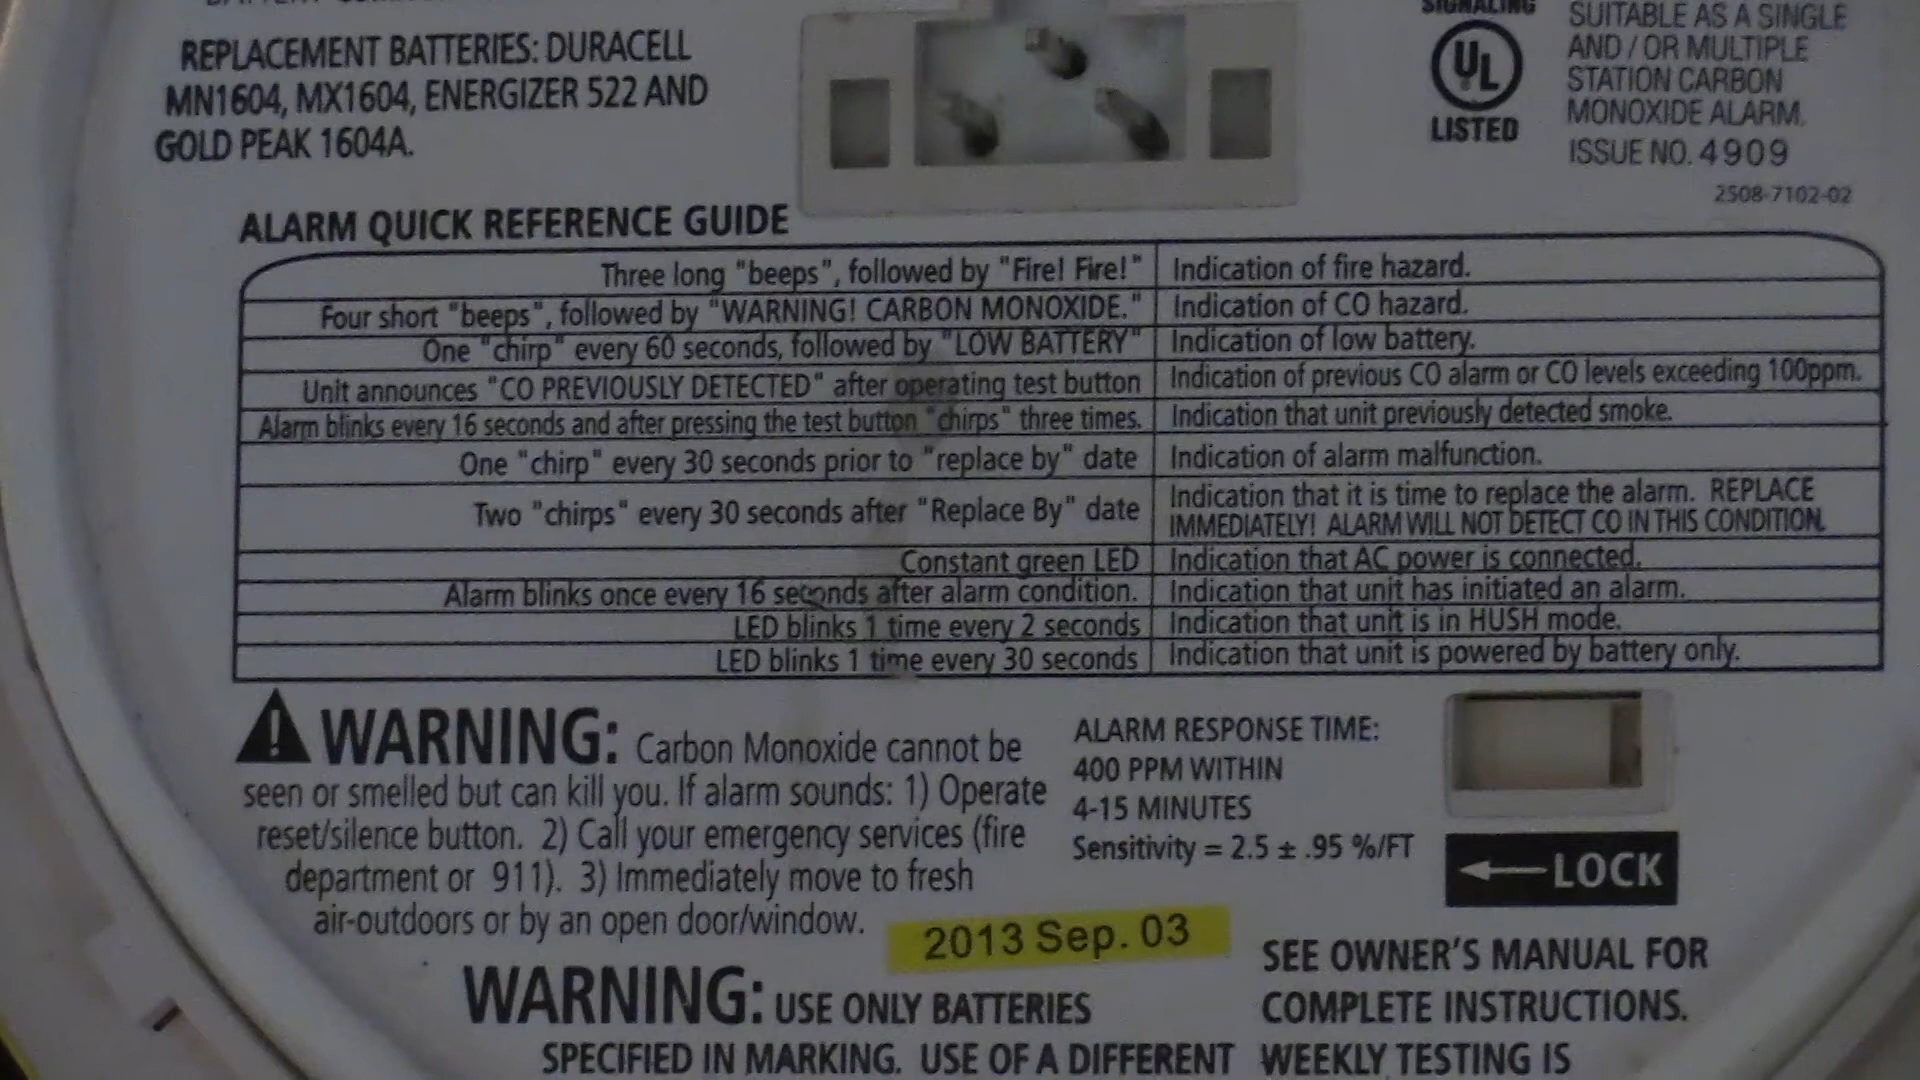 REPLACEMENT BATTERIES: DURACELL
MN1604, MX1604, ENERGIZER 522 AND
GOLD PEAK 1604A.
SIGNALING
UL
LISTED
SUITABLE AS A SINGLE
AND / OR MULTIPLE
STATION CARBON
MONOXIDE ALARM.
ISSUE NO. 4909
2508-7102-02
ALARM QUICK REFERENCE GUIDE
Three long "beeps", followed by "Fire! Fire!" Indication of fire hazard.
Four short "beeps", followed by "WARNING! CARBON MONOXIDE." Indication of CO hazard.
One "chirp" every 60 seconds, followed by "LOW BATTERY" Indication of low battery.
Unit announces "CO PREVIOUSLY DETECTED" after operating test button Indication of previous CO alarm or CO levels exceeding 100ppm.
Alarm blinks every 16 seconds and after pressing the test button "chirps" three times. Indication that unit previously detected smoke.
One "chirp" every 30 seconds prior to "replace by" date Indication of alarm malfunction.
Two "chirps" every 30 seconds after "Replace By" date Indication that it is time to replace the alarm. REPLACE
IMMEDIATELY! ALARM WILL NOT DETECT CO IN THIS CONDITION.
Constant green LED Indication that AC power is connected.
Alarm blinks once every 16 seconds after alarm condition. Indication that unit has initiated an alarm.
LED blinks 1 time every 2 seconds Indication that unit is in HUSH mode.
LED blinks 1 time every 30 seconds Indication that unit is powered by battery only.
WARNING: Carbon Monoxide cannot be
seen or smelled but can kill you. If alarm sounds: 1) Operate
reset/silence button. 2) Call your emergency services (fire
department or 911). 3) Immediately move to fresh
air-outdoors or by an open door/window.
ALARM RESPONSE TIME:
400 PPM WITHIN
4-15 MINUTES
Sensitivity = 2.5 ± .95 %/FT
LOCK
2013 Sep. 03
WARNING: USE ONLY BATTERIES
SPECIFIED IN MARKING. USE OF A DIFFERENT
SEE OWNER'S MANUAL FOR
COMPLETE INSTRUCTIONS.
WEEKLY TESTING IS